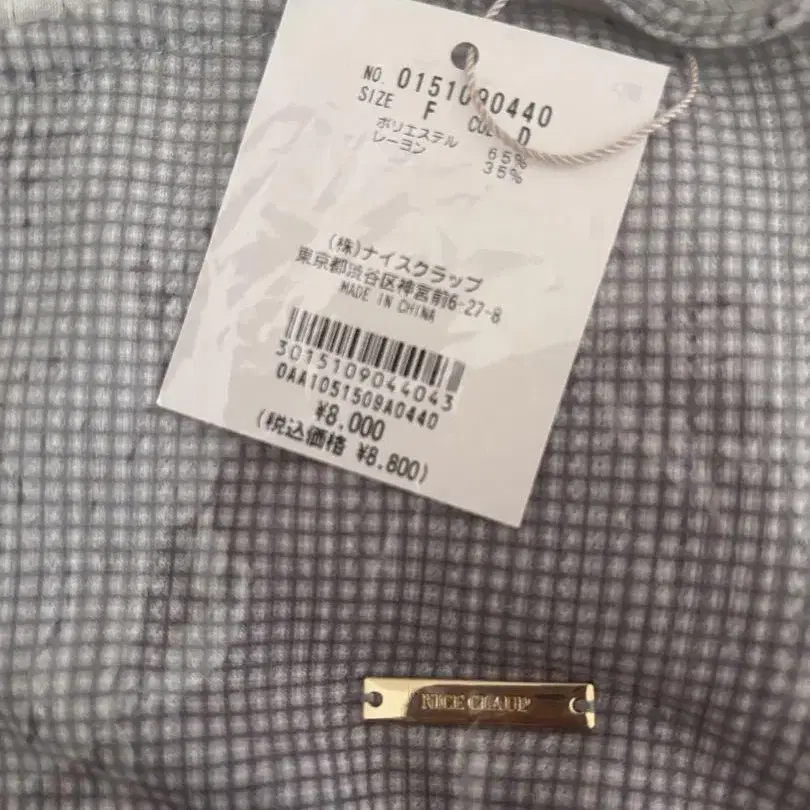 NO. 0151090440
SIZE F COL D
ポリエステル 65%
レーヨン 35%
(株)ナイスクラップ
東京都渋谷区神宮前6-27-8
MADE IN CHINA
3015109044043
0AA1051509A0440
¥8.000
(税込価格 ¥8.800)
NICE CLAUP